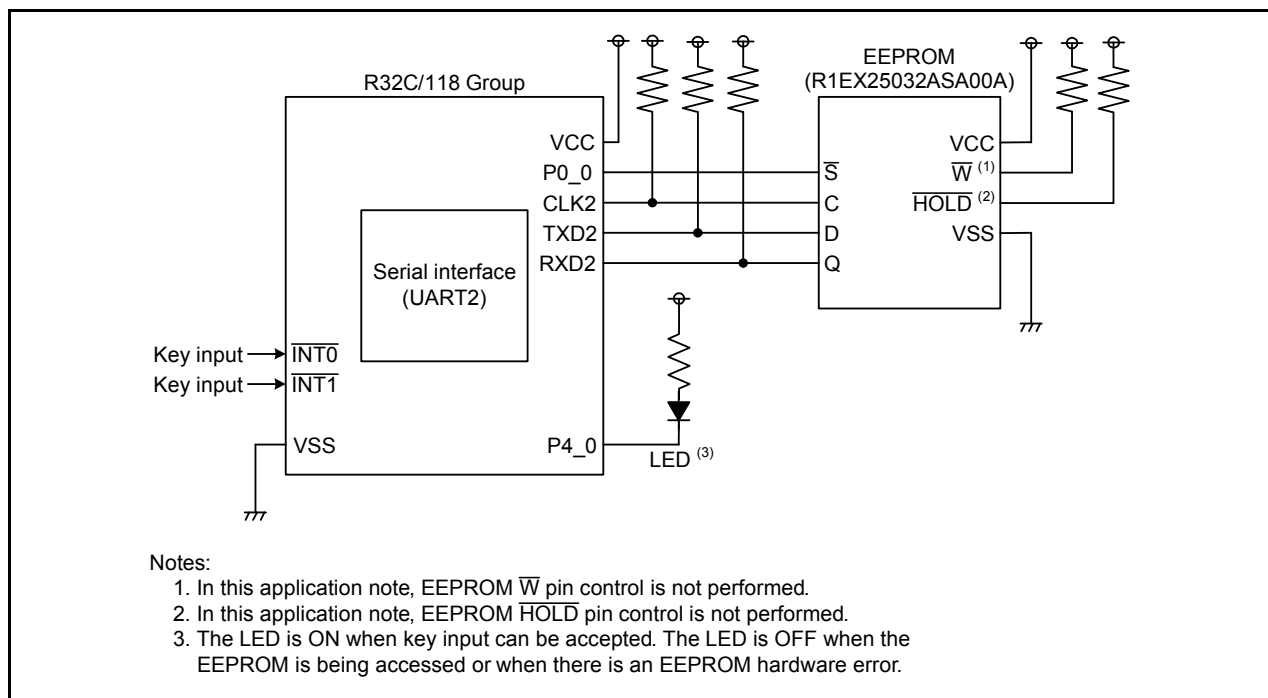 R32C/118 Group
EEPROM
(R1EX25032ASA00A)
VCC
P0_0
CLK2
TXD2
RXD2
Serial interface
(UART2)
Key input
INT0
Key input
INT1
VSS
P4_0
LED (3)
S
C
D
Q
VCC
W (1)
HOLD (2)
VSS
Notes:
1. In this application note, EEPROM W pin control is not performed.
2. In this application note, EEPROM HOLD pin control is not performed.
3. The LED is ON when key input can be accepted. The LED is OFF when the
EEPROM is being accessed or when there is an EEPROM hardware error.